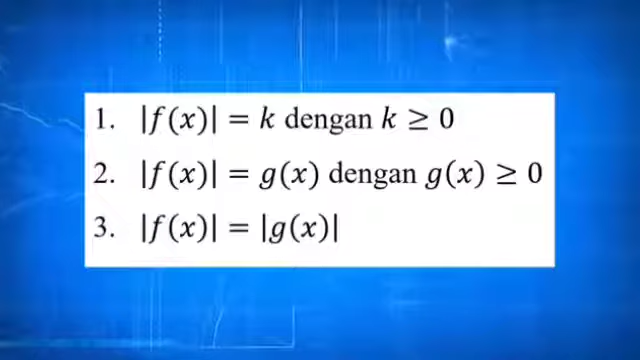 1. |f(x)| = k dengan k ≥ 0
2. |f(x)| = g(x) dengan g(x) ≥ 0
3. |f(x)| = |g(x)|